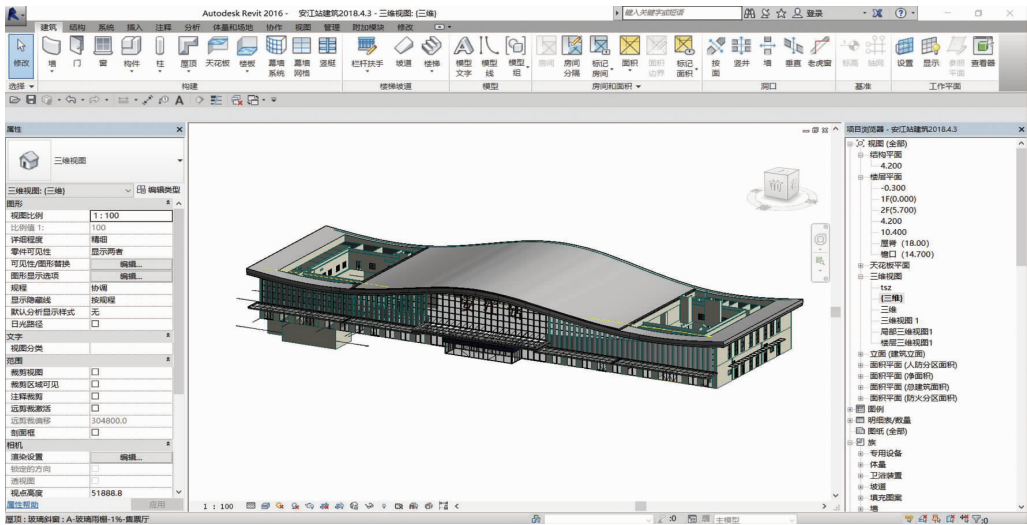 Autodesk Revit 2016 - 安江站建筑2018.4.3 - 三维视图: {三维}
键入关键字或短语
登录
建筑 结构 系统 插入 注释 分析 体量和场地 协作 视图 管理 附加模块 修改
修改 墙 门 窗 构件 柱 屋顶 天花板 楼板 幕墙 系统 幕墙 网格 竖梃 栏杆扶手 坡道 楼梯 模型 文字 模型 线 模型 组 房间 房间 分隔 标记 房间 面积 面积 边界 标记 面积 按 面 竖井 墙 垂直 老虎窗 标高 轴网 设置 显示 参照 平面 查看器
选择 构建 楼梯坡道 模型 房间和面积 洞口 基准 工作平面
属性
三维视图
三维视图: {三维} 编辑类型
图形
视图比例 1 : 100
比例值 1: 100
详细程度 精细
零件可见性 显示两者
可见性/图形替换 编辑...
图形显示选项 编辑...
规程 协调
显示隐藏线 按规程
默认分析显示样式 无
日光路径
文字
视图分类
范围
裁剪视图
裁剪区域可见
注释裁剪
远剪裁激活
远剪裁偏移 304800.0
剖面框
相机
渲染设置 编辑...
锁定的方向
透视图
视点高度 51888.8
属性帮助 应用
1 : 100
屋顶 : 玻璃斜窗 : A-玻璃雨棚-1%-售票厅
:0 主模型
:0
项目浏览器 - 安江站建筑2018.4.3
视图 (全部)
结构平面
4.200
楼层平面
-0.300
1F(0.000)
2F(5.700)
4.200
10.400
屋脊 (18.00)
檐口 (14.700)
天花板平面
三维视图
tsz
{三维}
三维
三维视图 1
局部三维视图1
楼层三维视图1
立面 (建筑立面)
面积平面 (人防分区面积)
面积平面 (净面积)
面积平面 (总建筑面积)
面积平面 (防火分区面积)
图例
明细表/数量
图纸 (全部)
族
专用设备
体量
卫浴装置
坡道
填充图案
墙